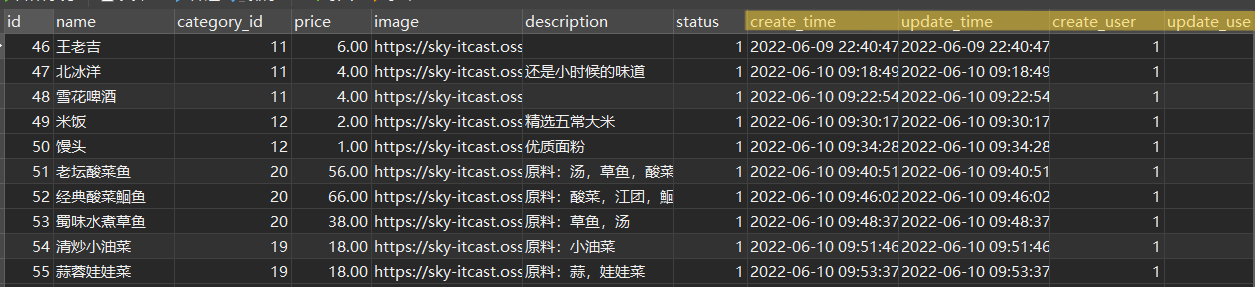 id name category_id price image description status create_time update_time create_user update_use
46 王老吉 11 6.00 https://sky-itcast.oss 1 2022-06-09 22:40:47 2022-06-09 22:40:47 1
47 北冰洋 11 4.00 https://sky-itcast.oss 还是小时候的味道 1 2022-06-10 09:18:49 2022-06-10 09:18:49 1
48 雪花啤酒 11 4.00 https://sky-itcast.oss 1 2022-06-10 09:22:54 2022-06-10 09:22:54 1
49 米饭 12 2.00 https://sky-itcast.oss 精选五常大米 1 2022-06-10 09:30:17 2022-06-10 09:30:17 1
50 馒头 12 1.00 https://sky-itcast.oss 优质面粉 1 2022-06-10 09:34:28 2022-06-10 09:34:28 1
51 老坛酸菜鱼 20 56.00 https://sky-itcast.oss 原料：汤，草鱼，酸菜 1 2022-06-10 09:40:51 2022-06-10 09:40:51 1
52 经典酸菜鮰鱼 20 66.00 https://sky-itcast.oss 原料：酸菜，江团，鮰 1 2022-06-10 09:46:02 2022-06-10 09:46:02 1
53 蜀味水煮草鱼 20 38.00 https://sky-itcast.oss 原料：草鱼，汤 1 2022-06-10 09:48:37 2022-06-10 09:48:37 1
54 清炒小油菜 19 18.00 https://sky-itcast.oss 原料：小油菜 1 2022-06-10 09:51:46 2022-06-10 09:51:46 1
55 蒜蓉娃娃菜 19 18.00 https://sky-itcast.oss 原料：蒜，娃娃菜 1 2022-06-10 09:53:37 2022-06-10 09:53:37 1